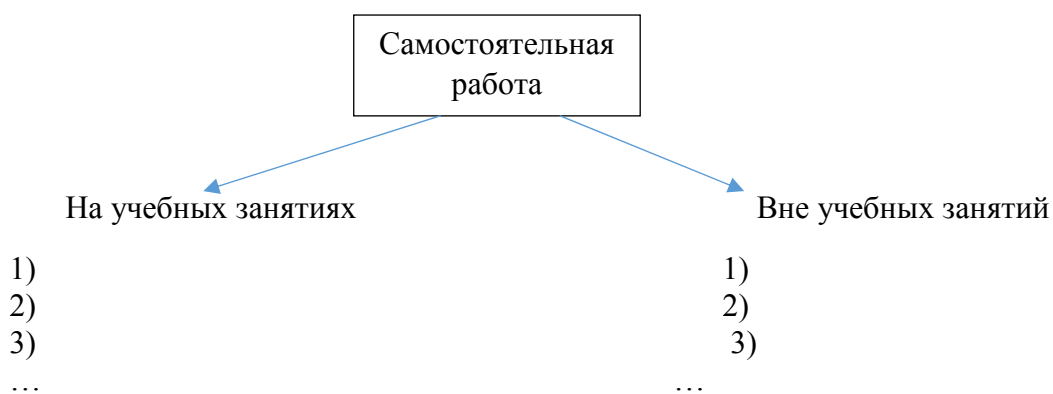 Самостоятельная
работа
На учебных занятиях
Вне учебных занятий
1)
1)
2)
2)
3)
3)
…
…